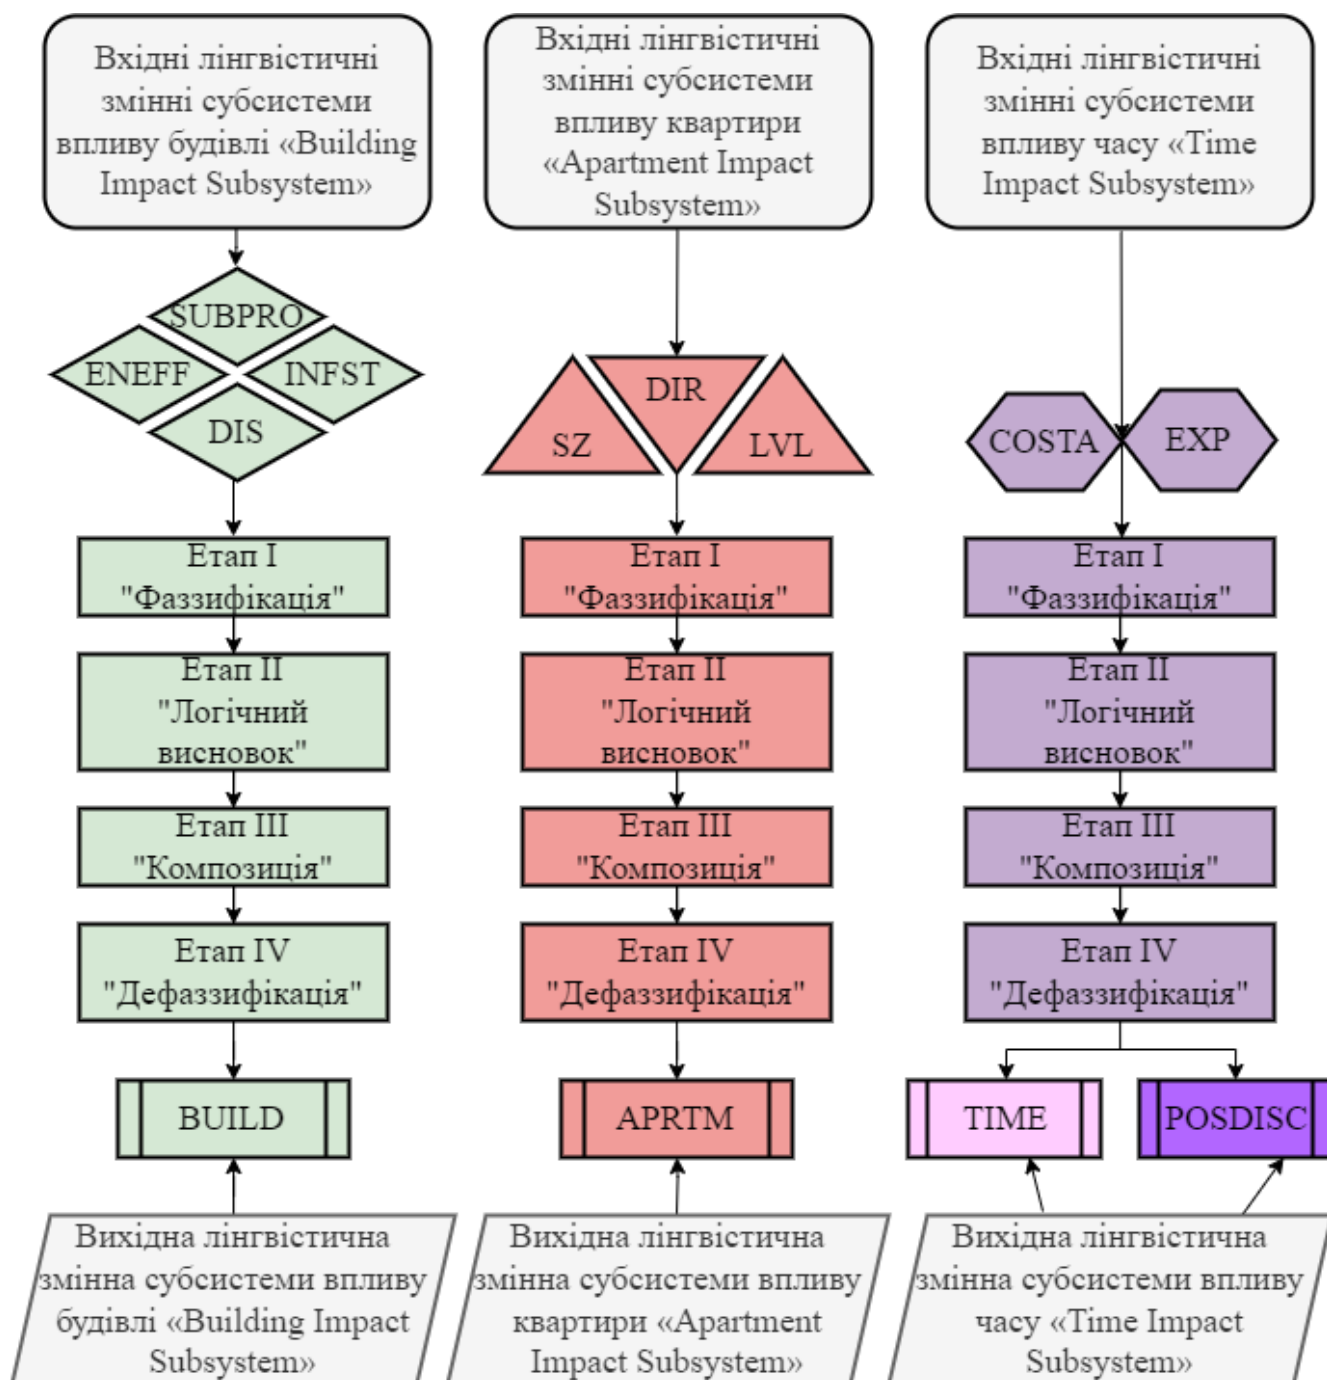 Вхідні лінгвістичні
змінні субсистеми
впливу будівлі «Building
Impact Subsystem»
SUBPRO
ENEFF
INFST
DIS
Етап I
"Фаззифікація"
Етап II
"Логічний
висновок"
Етап III
"Композиція"
Етап IV
"Дефаззифікація"
BUILD
Вихідна лінгвістична
змінна субсистеми впливу
будівлі «Building Impact
Subsystem»
Вхідні лінгвістичні
змінні субсистеми
впливу квартири
«Apartment Impact
Subsystem»
DIR
SZ
LVL
Етап I
"Фаззифікація"
Етап II
"Логічний
висновок"
Етап III
"Композиція"
Етап IV
"Дефаззифікація"
APRTM
Вихідна лінгвістична
змінна субсистеми впливу
квартири «Apartment
Impact Subsystem»
Вхідні лінгвістичні
змінні субсистеми
впливу часу «Time
Impact Subsystem»
COSTA
EXP
Етап I
"Фаззифікація"
Етап II
"Логічний
висновок"
Етап III
"Композиція"
Етап IV
"Дефаззифікація"
TIME
POSDISC
Вихідна лінгвістична
змінна субсистеми впливу
часу «Time Impact
Subsystem»